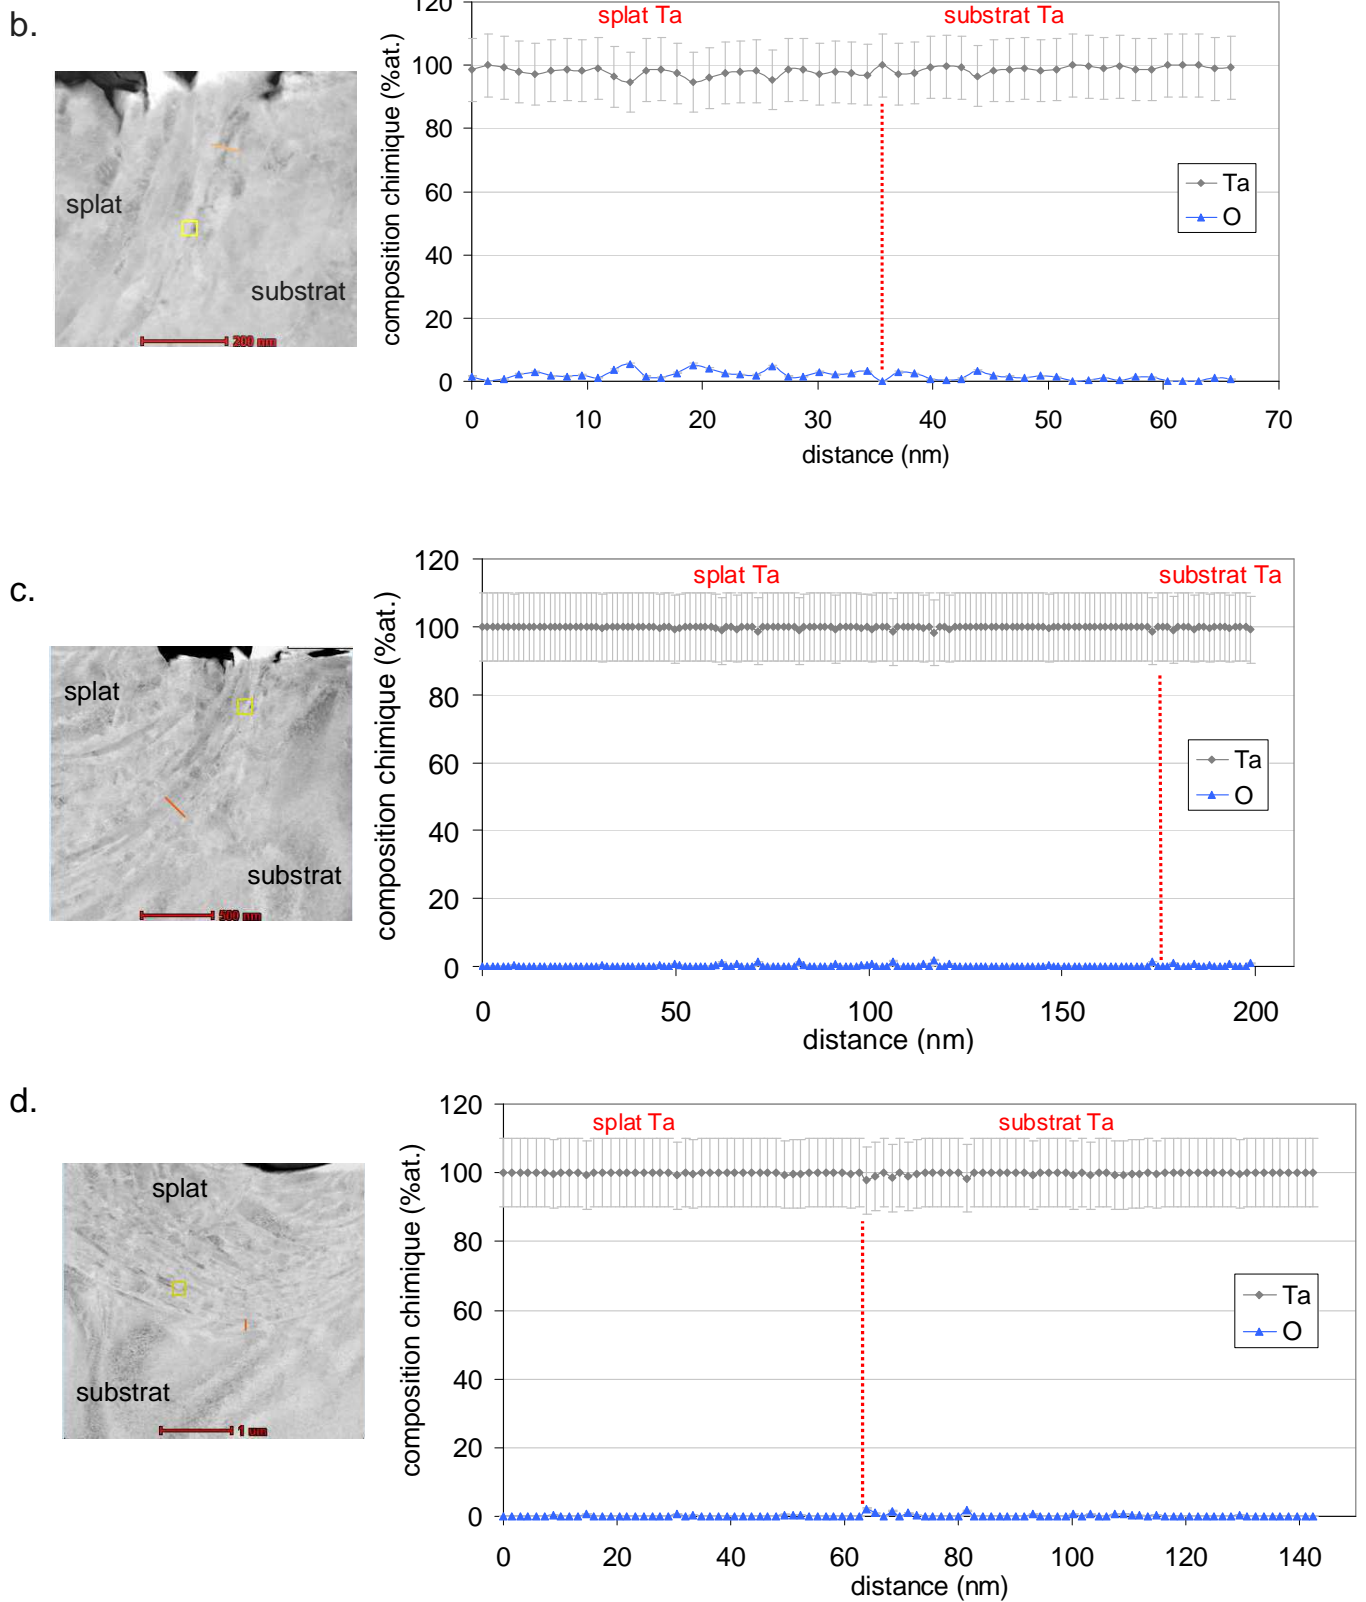 b.
splat
substrat
200 nm
120
100
80
60
40
20
0
composition chimique (%at.)
splat Ta
substrat Ta
Ta
O
0 10 20 30 40 50 60 70
distance (nm)
c.
splat
substrat
500 nm
120
100
80
60
40
20
0
composition chimique (%at.)
splat Ta
substrat Ta
Ta
O
0 50 100 150 200
distance (nm)
d.
splat
substrat
1 um
120
100
80
60
40
20
0
composition chimique (%at.)
splat Ta
substrat Ta
Ta
O
0 20 40 60 80 100 120 140
distance (nm)